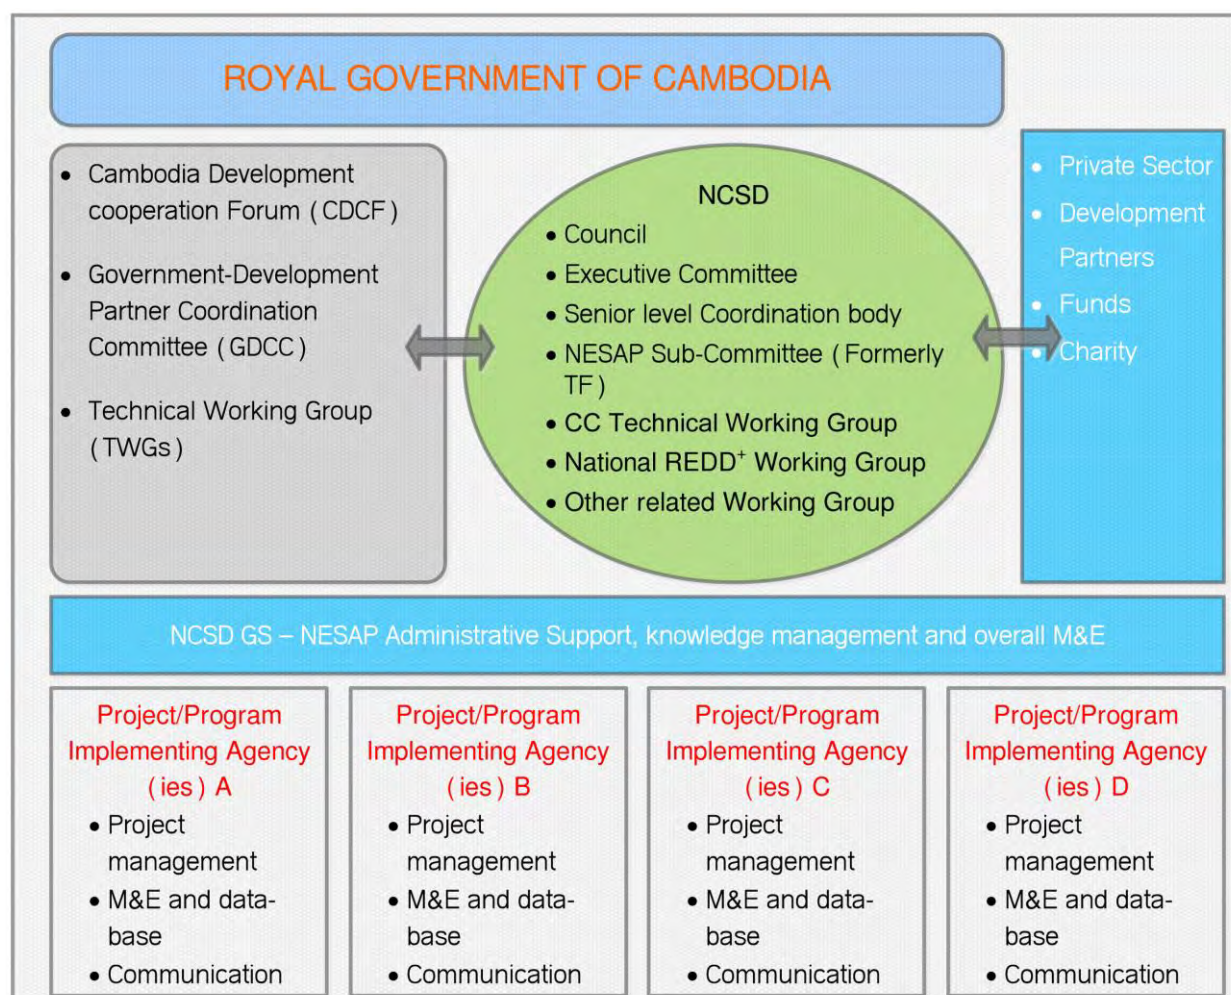 ROYAL GOVERNMENT OF CAMBODIA
• Cambodia Development
cooperation Forum (CDCF)
• Government-Development
Partner Coordination
Committee (GDCC)
• Technical Working Group
(TWGs)
NCSD
• Council
• Executive Committee
• Senior level Coordination body
• NESAP Sub-Committee (Formerly
TF)
• CC Technical Working Group
• National REDD⁺ Working Group
• Other related Working Group
• Private Sector
• Development
Partners
• Funds
• Charity
NCSD GS – NESAP Administrative Support, knowledge management and overall M&E
Project/Program
Implementing Agency
(ies) A
• Project
management
• M&E and data-
base
• Communication
Project/Program
Implementing Agency
(ies) B
• Project
management
• M&E and data-
base
• Communication
Project/Program
Implementing Agency
(ies) C
• Project
management
• M&E and data-
base
• Communication
Project/Program
Implementing Agency
(ies) D
• Project
management
• M&E and data-
base
• Communication